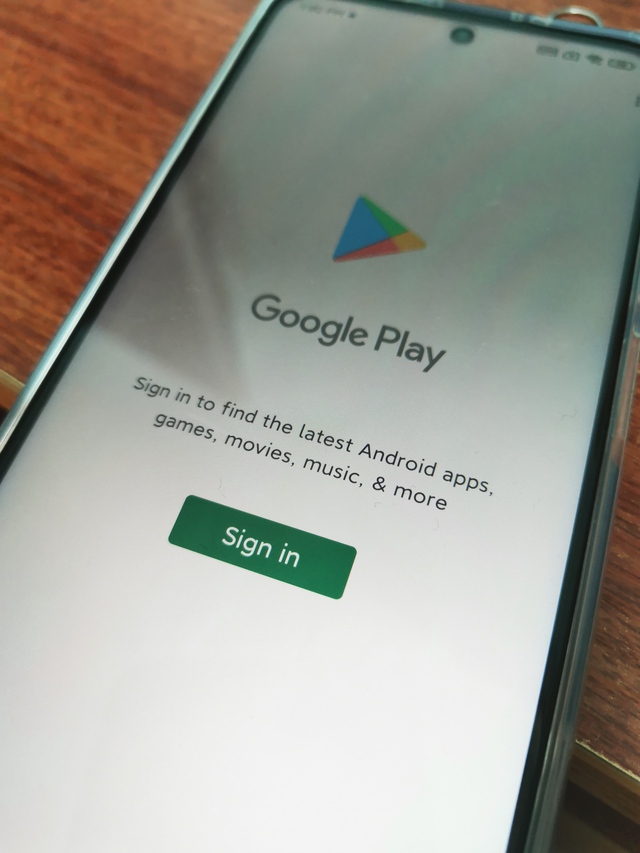 Google Play
Sign in to find the latest Android apps,
games, movies, music, & more
Sign in